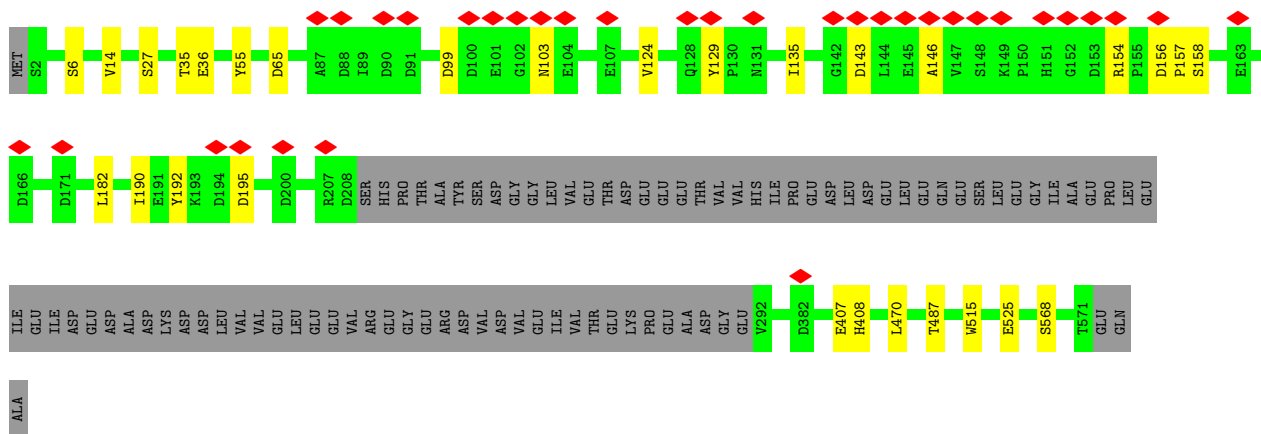 MET S2 S6 V14 S27 T35 E36 Y55 D65 A87 D88 I89 D90 D91 D99 D100 E101 G102 N103 E104 E107 V124 Q128 Y129 P130 N131 I135 G142 D143 L144 E145 A146 V147 S148 K149 P150 H151 G152 D153 R154 P155 D156 P157 S158 E163
D166 D171 L182 I190 E191 Y192 K193 D194 D195 D200 R207 D208 SER HIS PRO THR ALA TYR SER ASP GLY GLY LEU VAL GLU THR ASP GLU GLU GLU THR VAL VAL HIS ILE PRO GLU ASP LEU ASP GLU LEU GLU GLN GLU SER LEU GLU GLY ILE ALA GLU PRO LEU GLU
ILE GLU ILE ASP GLU ASP ALA ASP LYS ASP ASP LEU VAL VAL GLU LEU GLU GLU VAL ARG GLU GLY GLU ARG ASP VAL ASP VAL GLU ILE VAL THR GLU LYS PRO GLU ALA ASP GLY GLU V292 D382 E407 H408 L470 T487 W515 E525 S568 T571 GLU GLN
ALA